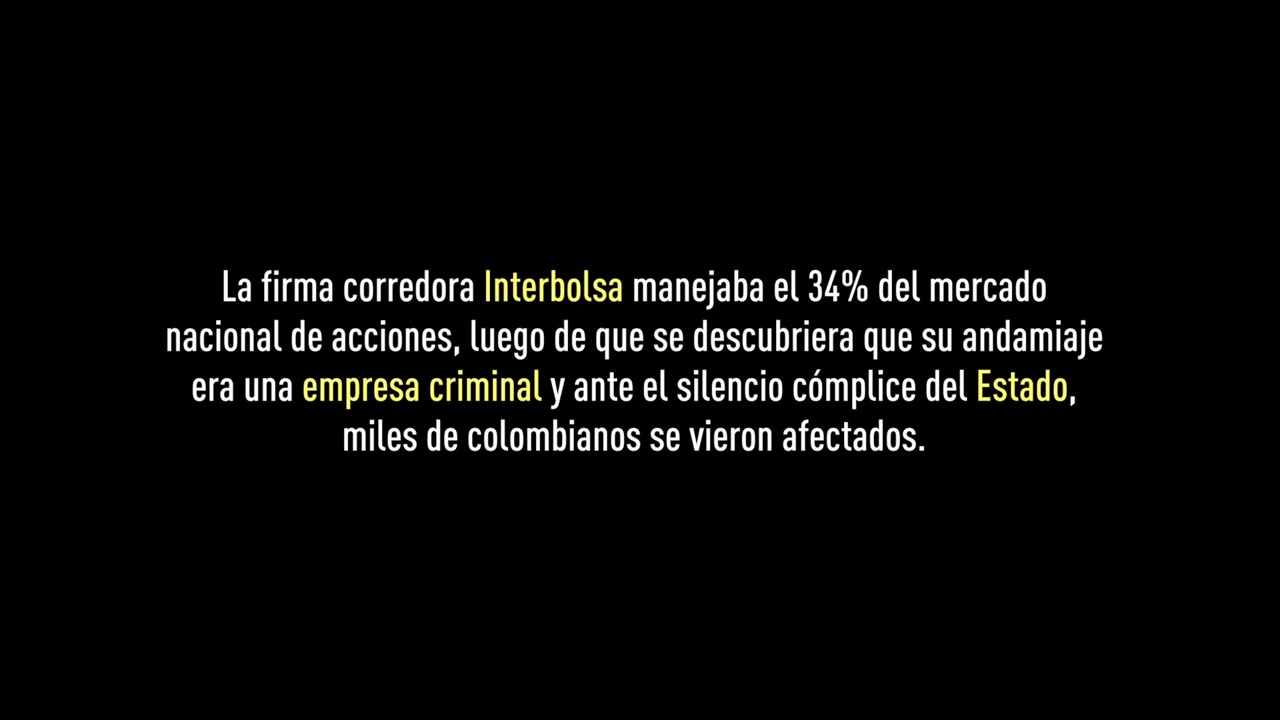 La firma corredora Interbolsa manejaba el 34% del mercado
nacional de acciones, luego de que se descubriera que su andamiaje
era una empresa criminal y ante el silencio cómplice del Estado,
miles de colombianos se vieron afectados.